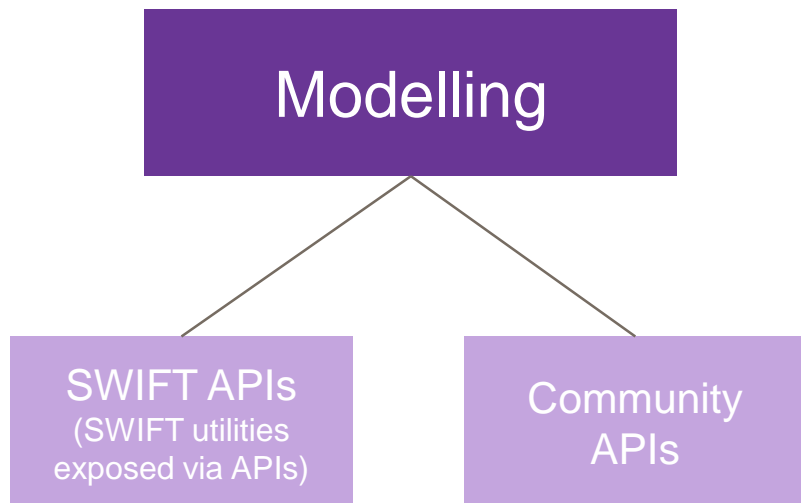 Modelling
SWIFT APIs
(SWIFT utilities
exposed via APIs)
Community
APIs